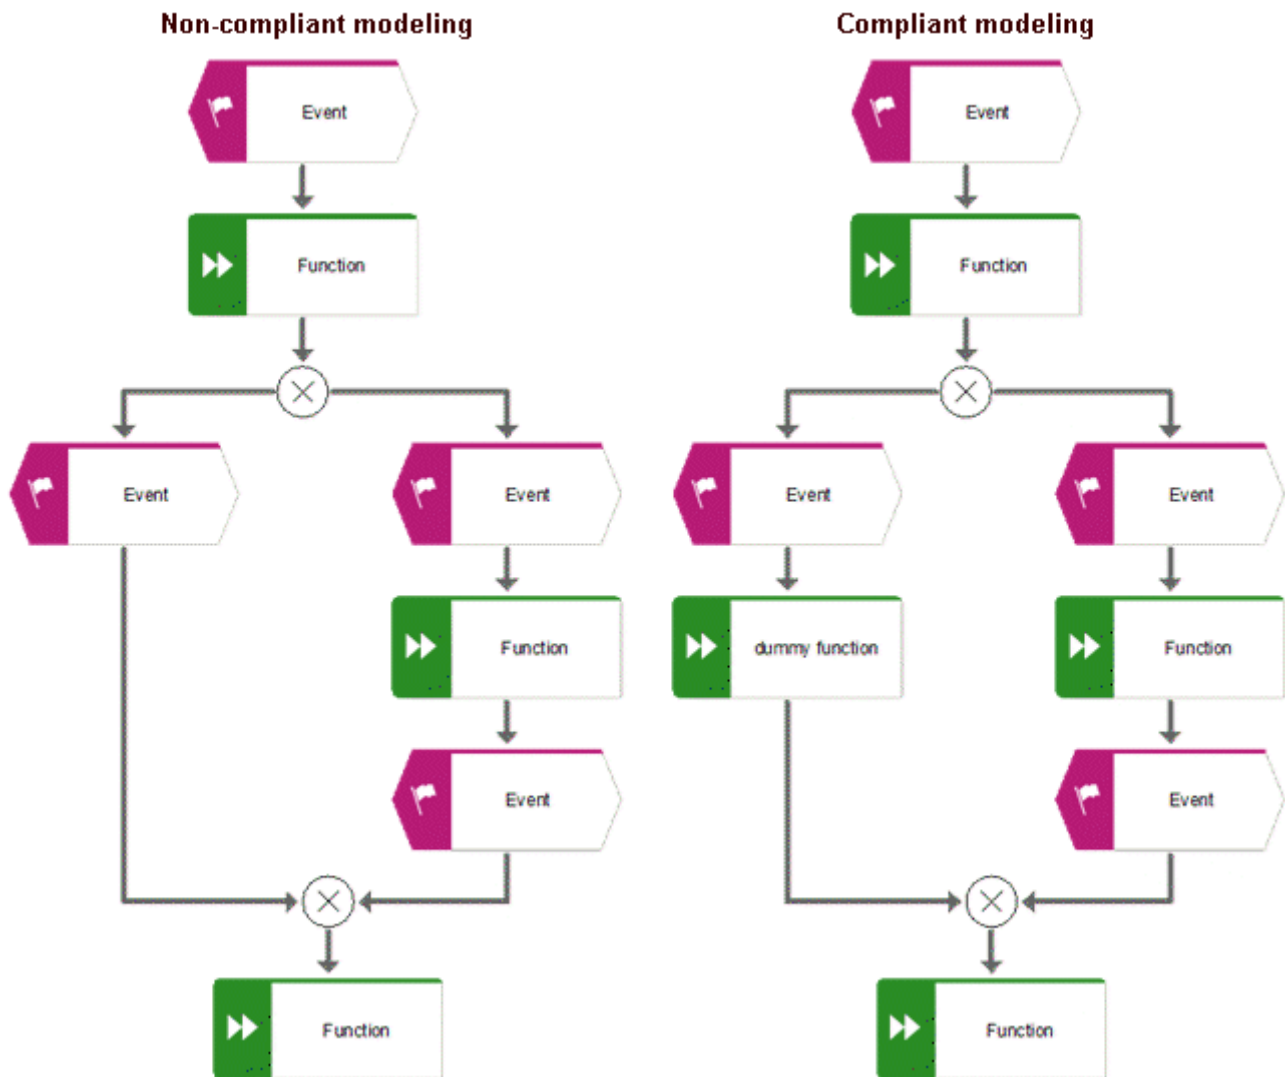 Non-compliant modeling
Compliant modeling
Event
Event
Function
Function
Event
Event
Event
Event
Function
dummy function
Function
Event
Event
Function
Function